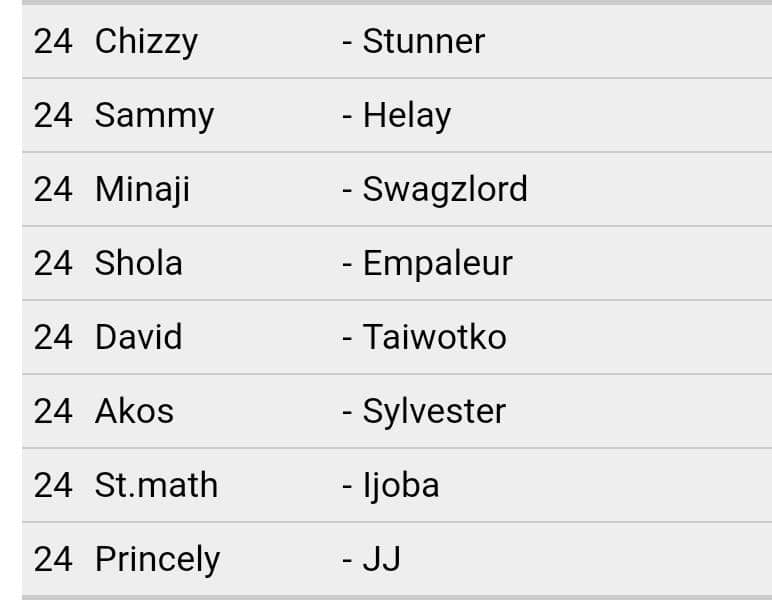 24 Chizzy - Stunner
24 Sammy - Helay
24 Minaji - Swagzlord
24 Shola - Empaleur
24 David - Taiwotko
24 Akos - Sylvester
24 St.math - Ijoba
24 Princely - JJ